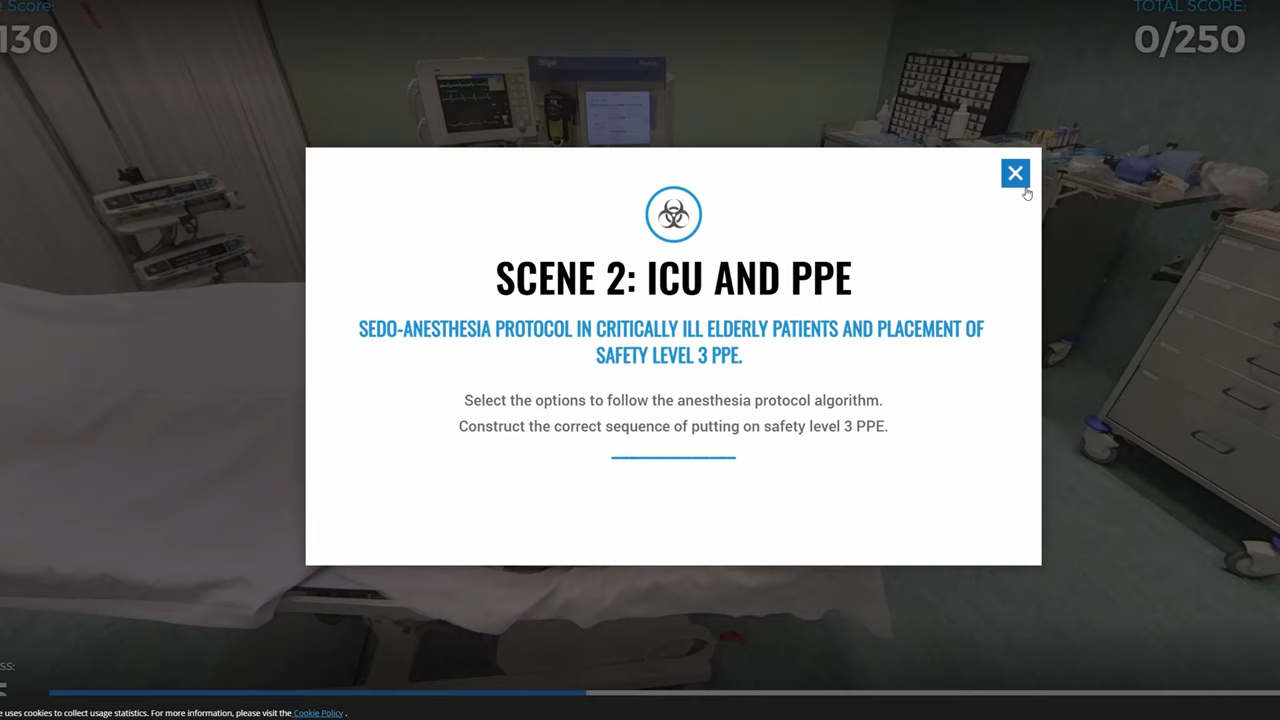 e Score:
TOTAL SCORE:
130
0/250
Dräger
SCENE 2: ICU AND PPE
SEDO-ANESTHESIA PROTOCOL IN CRITICALLY ILL ELDERLY PATIENTS AND PLACEMENT OF
SAFETY LEVEL 3 PPE.
Select the options to follow the anesthesia protocol algorithm.
Construct the correct sequence of putting on safety level 3 PPE.
SS:
e uses cookies to collect usage statistics. For more information, please visit the Cookie Policy .